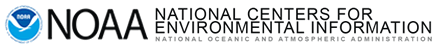 NOAA
NATIONAL CENTERS FOR
ENVIRONMENTAL INFORMATION
NATIONAL OCEANIC AND ATMOSPHERIC ADMINISTRATION